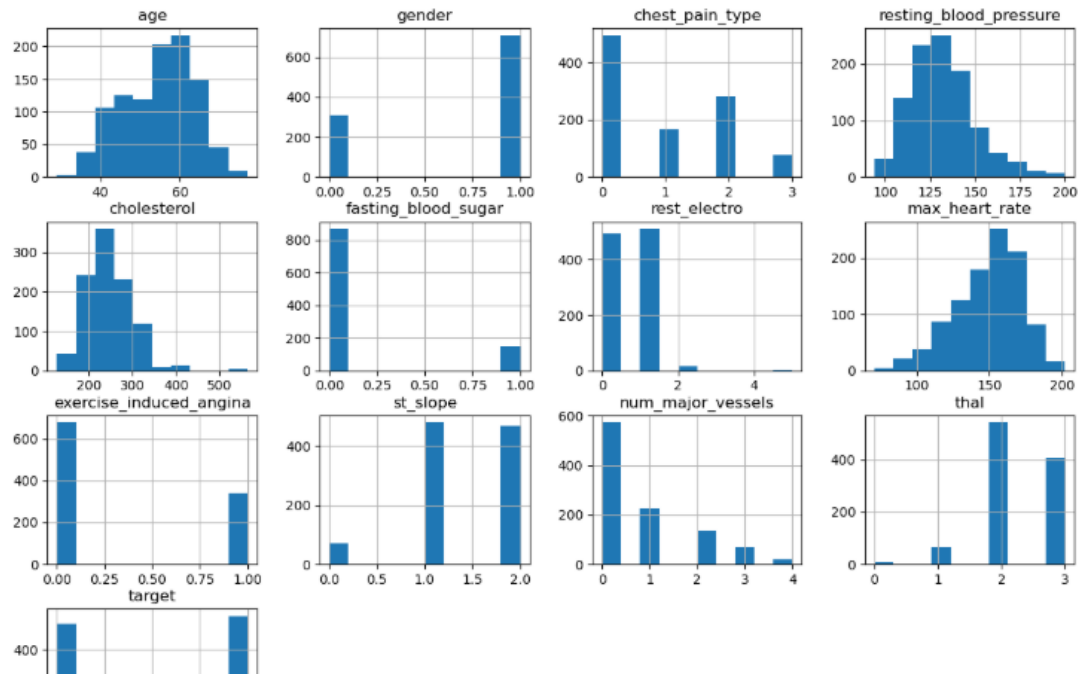 age
gender
chest_pain_type
resting_blood_pressure
200
150
100
50
0
40 60
600
400
200
0
0.00 0.25 0.50 0.75 1.00
400
200
0
0 1 2 3
200
100
0
100 125 150 175 200
cholesterol
fasting_blood_sugar
rest_electro
max_heart_rate
300
200
100
0
200 300 400 500
800
600
400
200
0
0.00 0.25 0.50 0.75 1.00
400
200
0
0 2 4
200
100
0
100 150 200
exercise_induced_angina
st_slope
num_major_vessels
thal
600
400
200
0
0.00 0.25 0.50 0.75 1.00
400
200
0
0.0 0.5 1.0 1.5 2.0
600
400
200
0
0 1 2 3 4
400
200
0
0 1 2 3
target
400